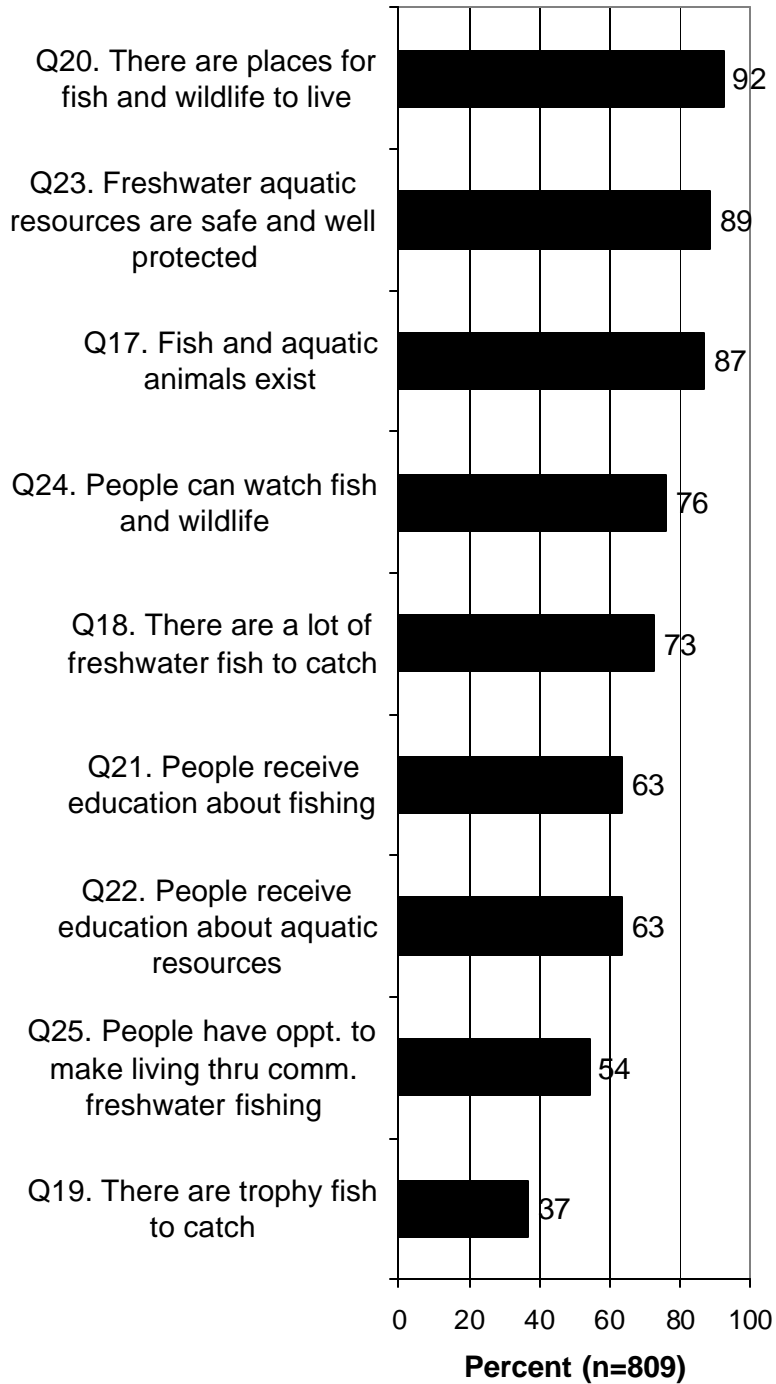 Q20. There are places for
fish and wildlife to live
92
Q23. Freshwater aquatic
resources are safe and well
protected
89
Q17. Fish and aquatic
animals exist
87
Q24. People can watch fish
and wildlife
76
Q18. There are a lot of
freshwater fish to catch
73
Q21. People receive
education about fishing
63
Q22. People receive
education about aquatic
resources
63
Q25. People have oppt. to
make living thru comm.
freshwater fishing
54
Q19. There are trophy fish
to catch
37
0 20 40 60 80 100
Percent (n=809)